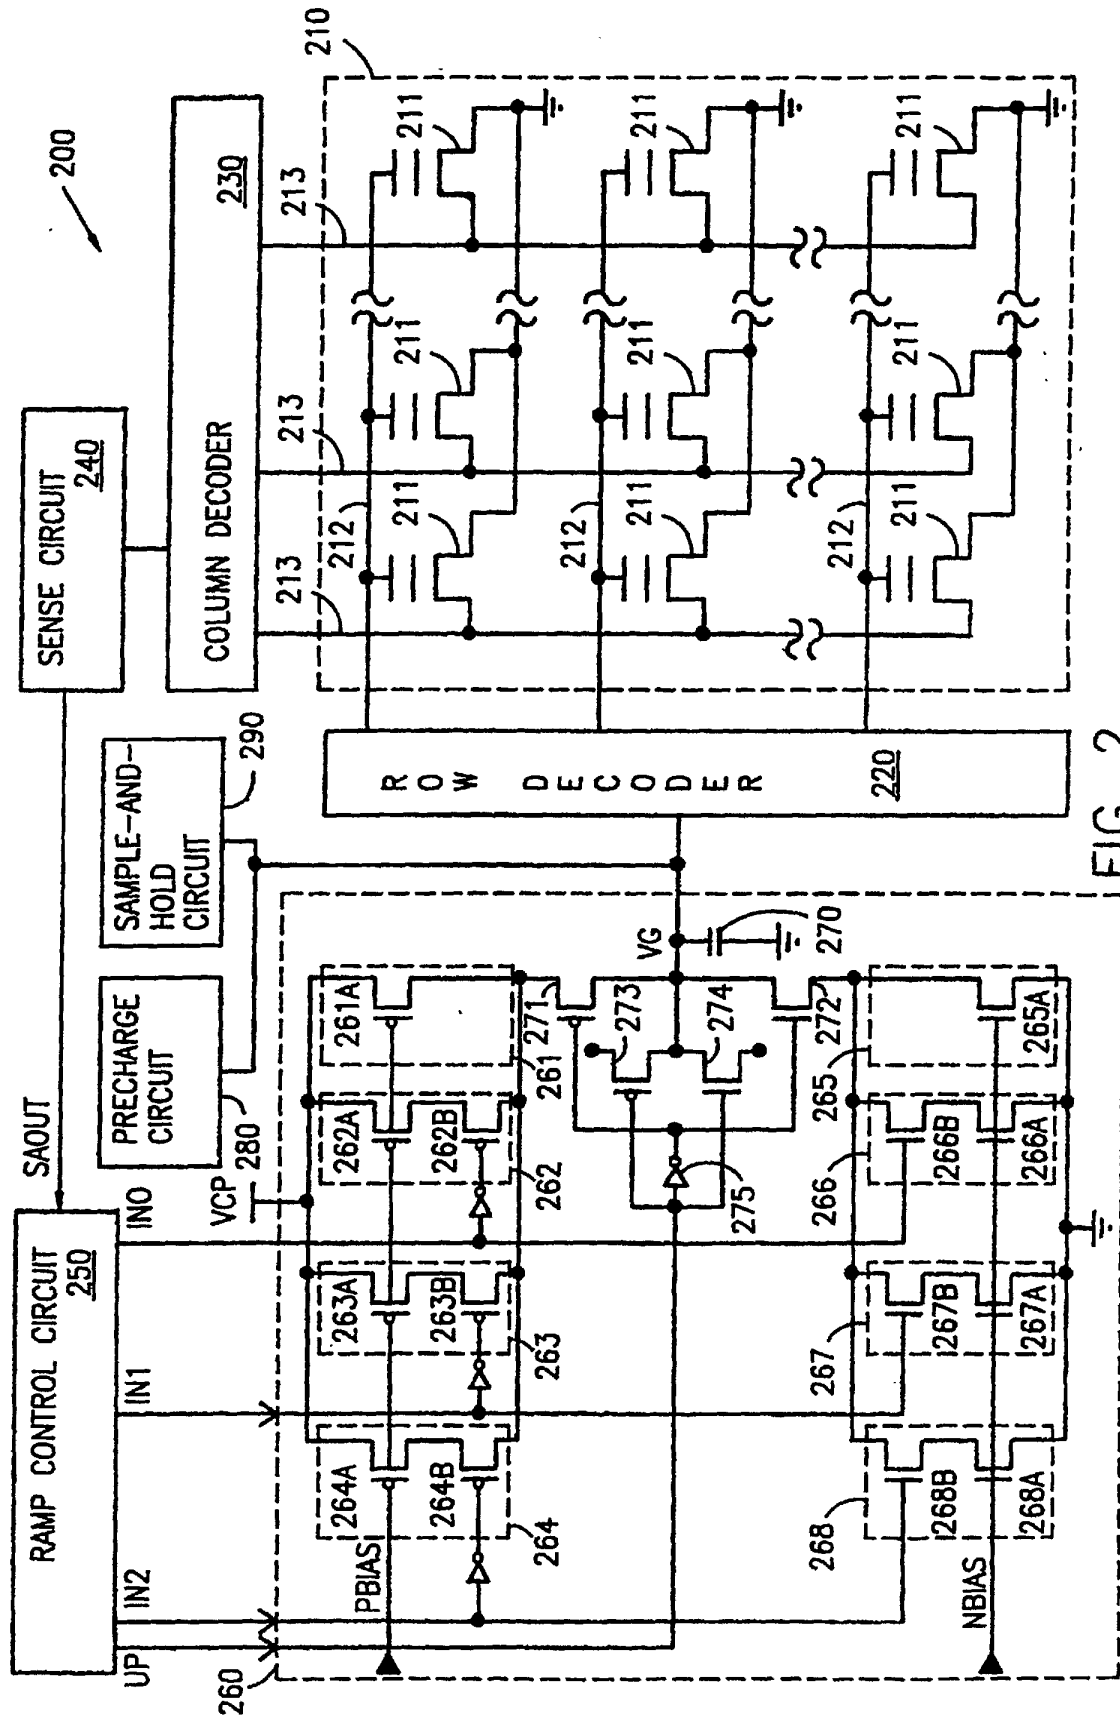 200
SENSE CIRCUIT
240
COLUMN DECODER
230
213
213
213
210
211
211
211
212
211
211
211
212
211
211
211
212
ROW DECODER
220
SAMPLE-AND-
HOLD
CIRCUIT
290
PRECHARGE
CIRCUIT
280
SAOUT
RAMP CONTROL CIRCUIT
250
UP
IN2
IN1
IN0
VCP
260
PBIAS
264A
264B
264
263A
263B
263
262A
262B
262
261A
261
271
273
VG
270
274
272
275
265
265A
266
266B
266A
267
267B
267A
268
268B
268A
NBIAS
FIG. 2